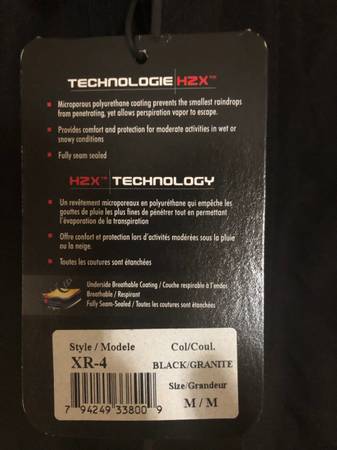 TECHNOLOGIE H2X™
Microporous polyurethane coating prevents the smallest raindrops
from penetrating, yet allows perspiration vapor to escape.
Provides comfort and protection for moderate activities in wet or
snowy conditions
Fully seam sealed
H2X™ TECHNOLOGY
Un revêtement microporeaux en polyuréthane qui empêche les
gouttes de pluie les plus fines de pénétrer tout en permettant
l'évaporation de la transpiration
Offre confort et protection lors d'activités modérées sous la pluie
ou la neige.
Toutes les coutures sont étanchées
Underside Breathable Coating / Couche respirable à l'endos
Breathable / Respirant
Fully Seam-Sealed / Toutes les coutures sont étanchées
Style / Modele Col/Coul.
XR-4 BLACK/GRANITE
Size/Grandeur
M / M
7 94249 33800 9